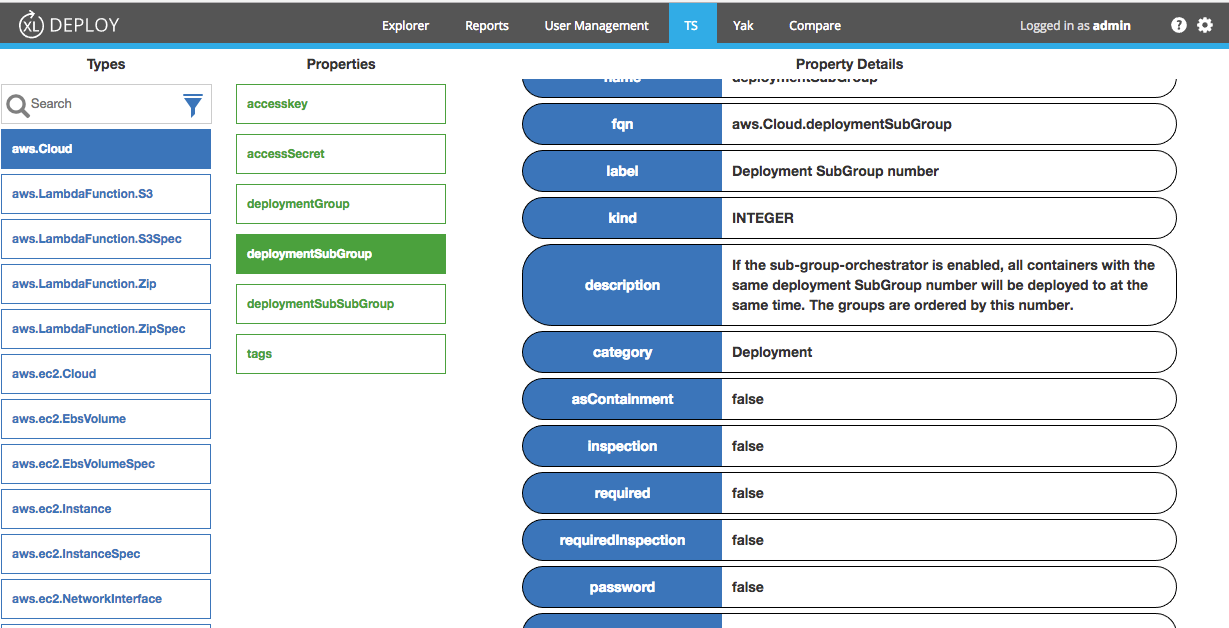 XL DEPLOY
Explorer
Reports
User Management
TS
Yak
Compare
Logged in as admin
?
Types
Properties
Property Details
Search
aws.Cloud
aws.LambdaFunction.S3
aws.LambdaFunction.S3Spec
aws.LambdaFunction.Zip
aws.LambdaFunction.ZipSpec
aws.ec2.Cloud
aws.ec2.EbsVolume
aws.ec2.EbsVolumeSpec
aws.ec2.Instance
aws.ec2.InstanceSpec
aws.ec2.NetworkInterface
accesskey
accessSecret
deploymentGroup
deploymentSubGroup
deploymentSubSubGroup
tags
name deploymentSubGroup
fqn aws.Cloud.deploymentSubGroup
label Deployment SubGroup number
kind INTEGER
description
If the sub-group-orchestrator is enabled, all containers with the
same deployment SubGroup number will be deployed to at the
same time. The groups are ordered by this number.
category Deployment
asContainment false
inspection false
required false
requiredInspection false
password false